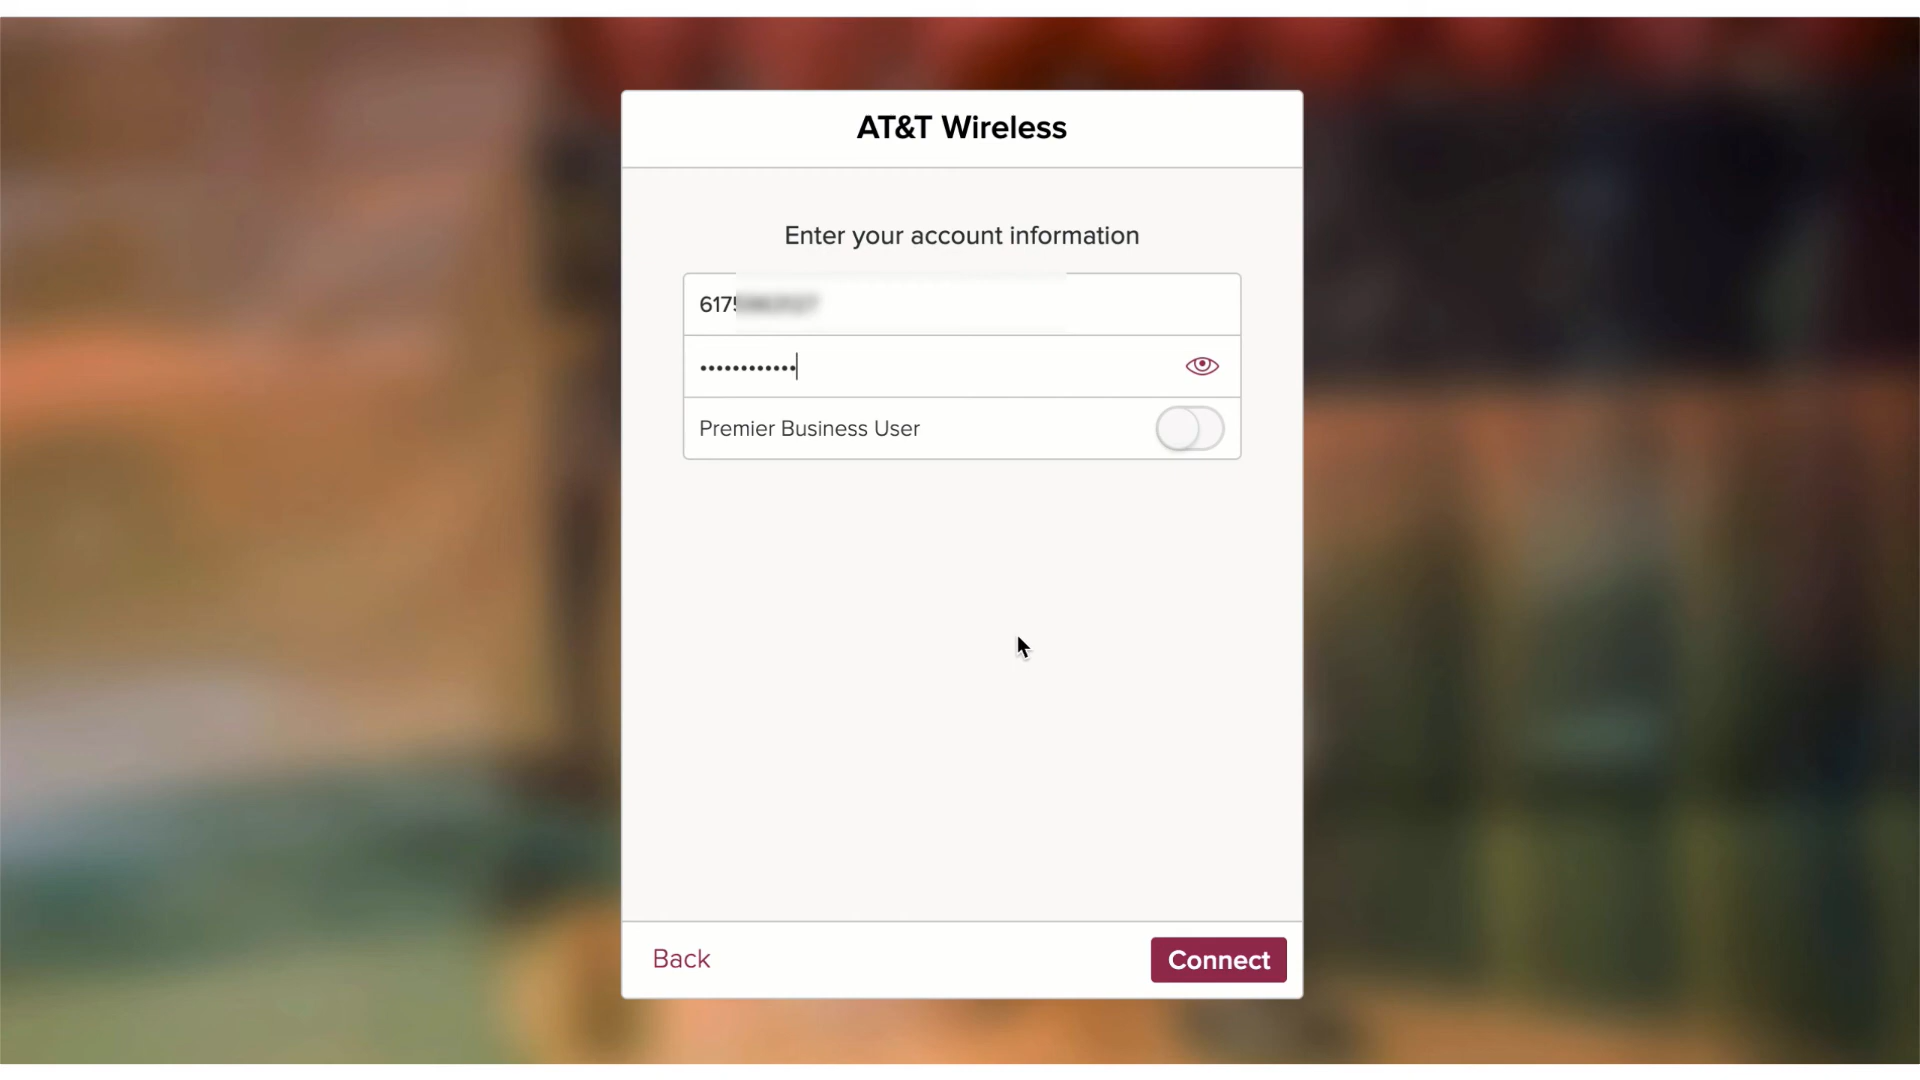 AT&T Wireless
Enter your account information
617
••••••••••••
Premier Business User
Back
Connect